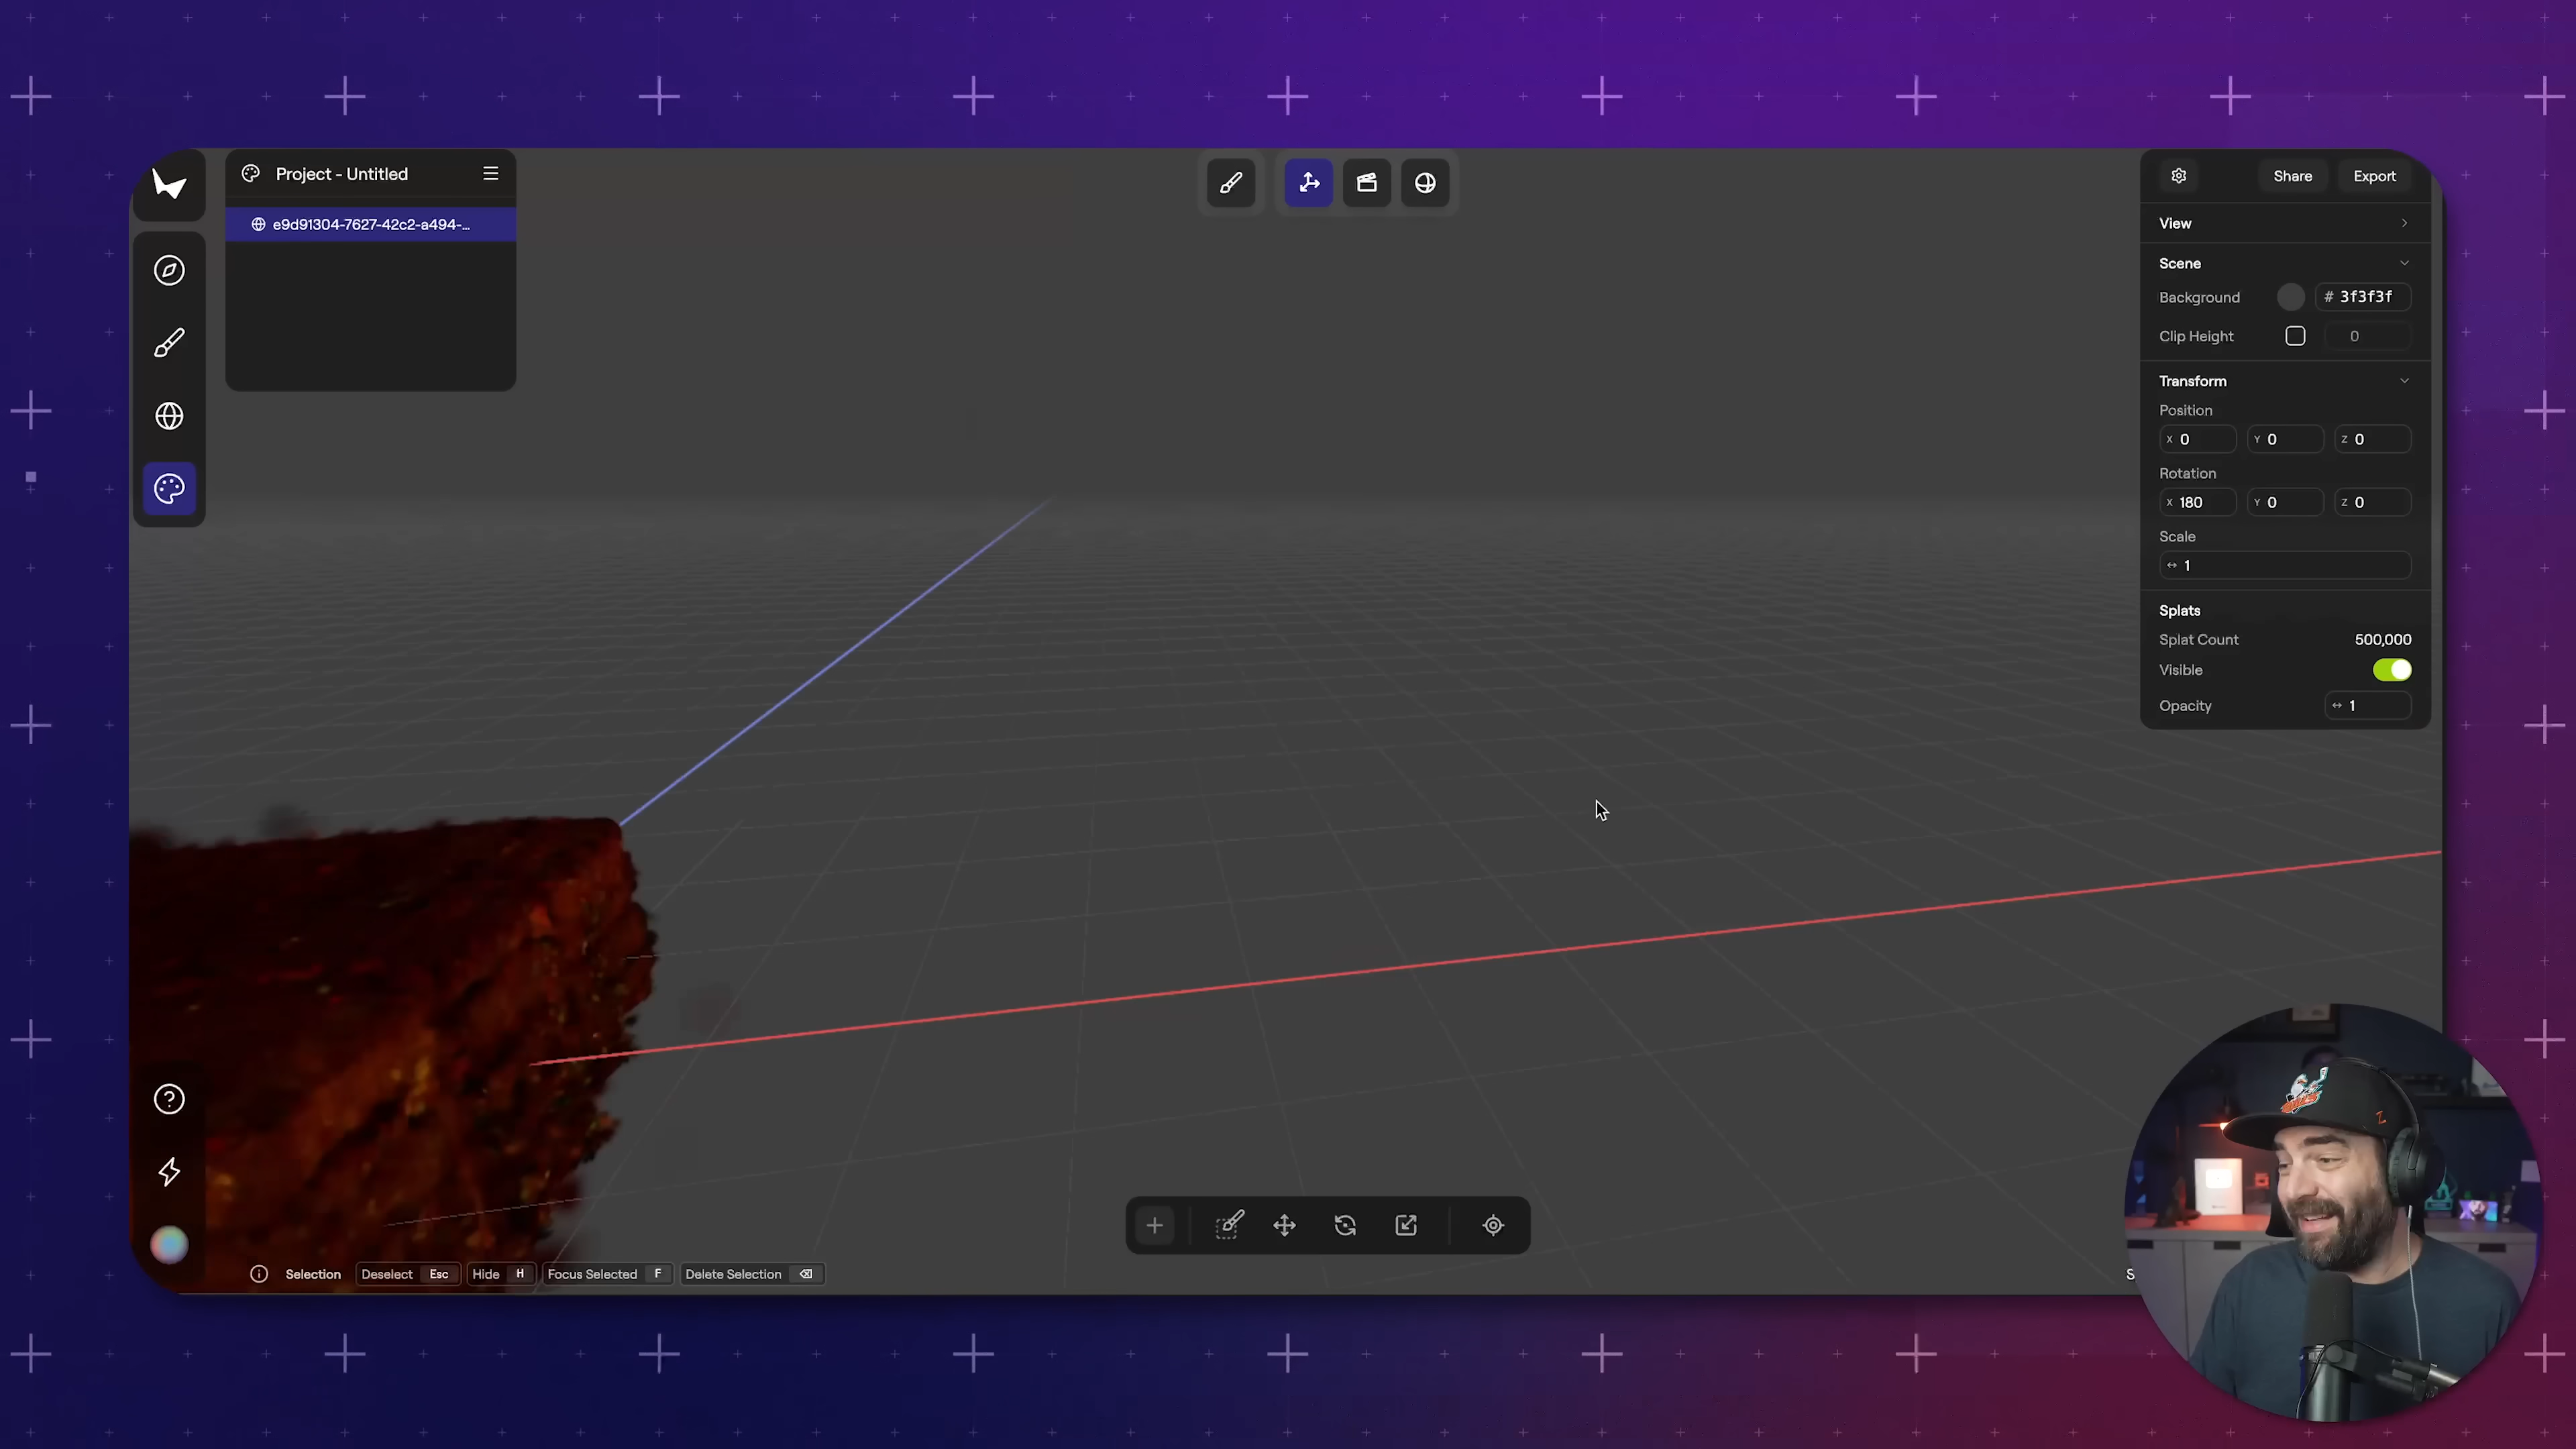 Project - Untitled
e9d91304-7627-42c2-a494-...
Share
Export
View
Scene
Background
# 3f3f3f
Clip Height
0
Transform
Position
X 0
Y 0
Z 0
Rotation
X 180
Y 0
Z 0
Scale
1
Splats
Splat Count
500,000
Visible
Opacity
1
Selection
Deselect Esc
Hide H
Focus Selected F
Delete Selection
S